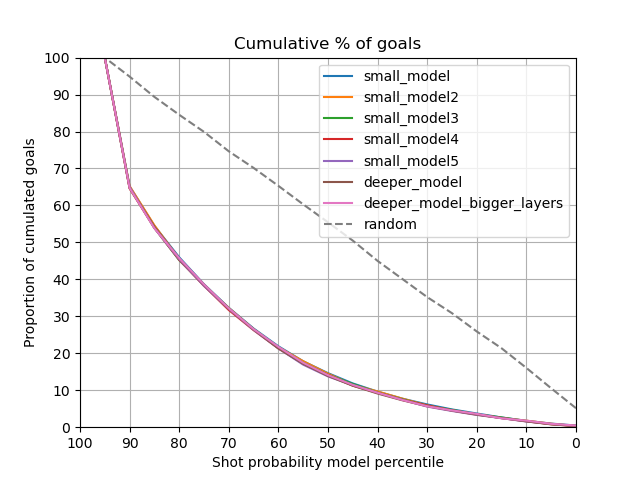 Cumulative % of goals
Proportion of cumulated goals
100
90
80
70
60
50
40
30
20
10
0
small_model
small_model2
small_model3
small_model4
small_model5
deeper_model
deeper_model_bigger_layers
random
100 90 80 70 60 50 40 30 20 10 0
Shot probability model percentile